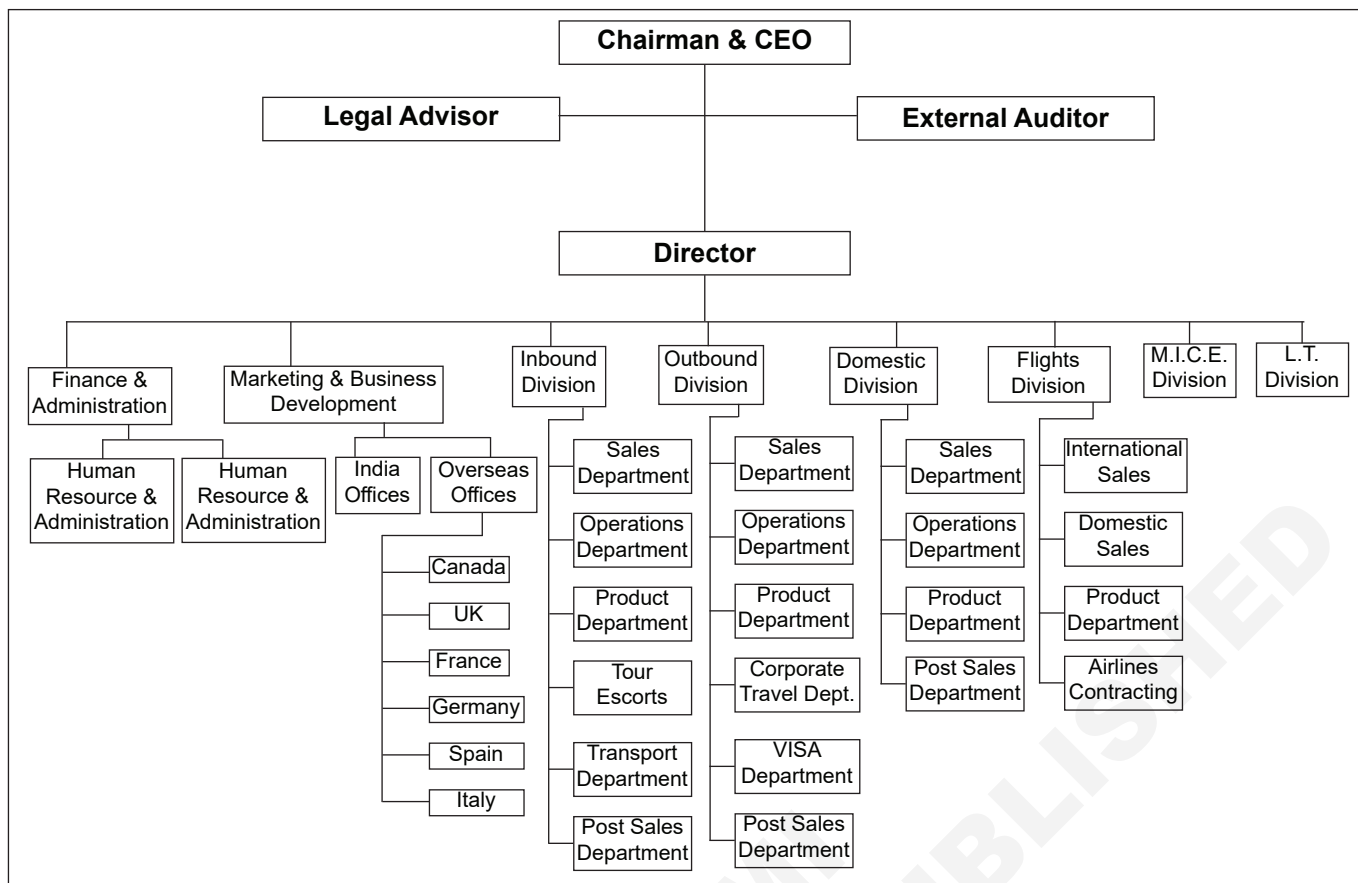 Chairman & CEO
Legal Advisor
External Auditor
Director
Finance &
Administration
Human
Resource &
Administration
Human
Resource &
Administration
Marketing & Business
Development
India
Offices
Overseas
Offices
Canada
UK
France
Germany
Spain
Italy
Inbound
Division
Sales
Department
Operations
Department
Product
Department
Tour
Escorts
Transport
Department
Post Sales
Department
Outbound
Division
Sales
Department
Operations
Department
Product
Department
Corporate
Travel Dept.
VISA
Department
Post Sales
Department
Domestic
Division
Sales
Department
Operations
Department
Product
Department
Post Sales
Department
Flights
Division
International
Sales
Domestic
Sales
Product
Department
Airlines
Contracting
M.I.C.E.
Division
L.T.
Division